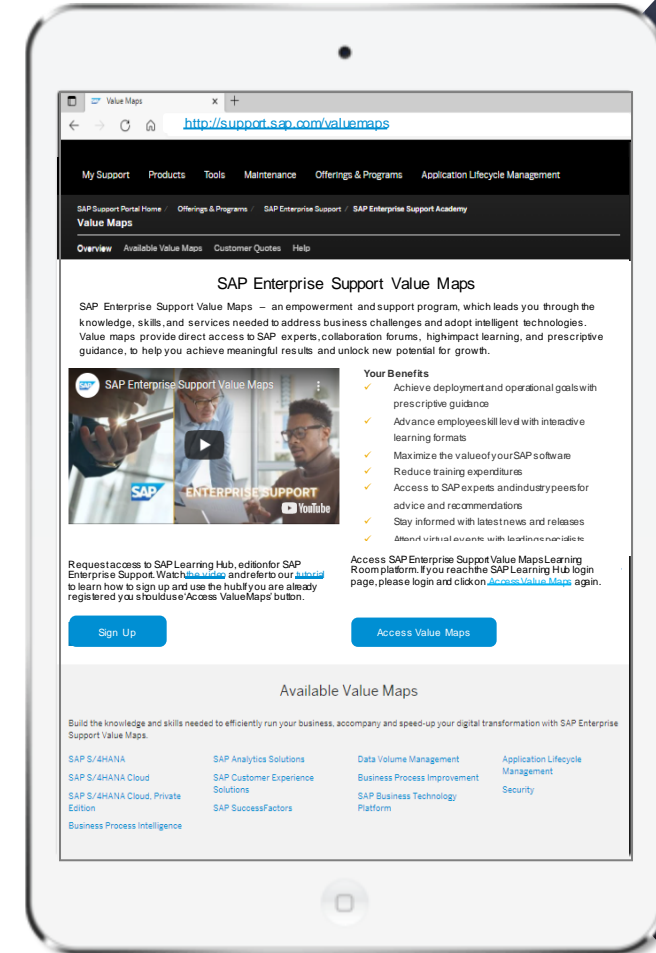 Value Maps
http://support.sap.com/valuemaps
My Support Products Tools Maintenance Offerings & Programs Application Lifecycle Management
SAP Support Portal Home / Offerings & Programs / SAP Enterprise Support / SAP Enterprise Support Academy
Value Maps
Overview Available Value Maps Customer Quotes Help
SAP Enterprise Support Value Maps
SAP Enterprise Support Value Maps – an empowerment and support program, which leads you through the
knowledge, skills, and services needed to address business challenges and adopt intelligent technologies.
Value maps provide direct access to SAP experts, collaboration forums, high-impact learning, and prescriptive
guidance, to help you achieve meaningful results and unlock new potential for growth.
SAP SAP Enterprise Support Value Maps
SAP ENTERPRISE SUPPORT
YouTube
Your Benefits
✓ Achieve deployment and operational goals with
prescriptive guidance
✓ Advance employee skill level with interactive
learning formats
✓ Maximize the value of your SAP software
✓ Reduce training expenditures
✓ Access to SAP experts and industry peers for
advice and recommendations
✓ Stay informed with latest news and releases
✓ Attend virtual events with leading specialists
Request access to SAP Learning Hub, edition for SAP
Enterprise Support. Watch the video and refer to our tutorial
to learn how to sign up and use the hub. If you are already
registered you should use 'Access Value Maps' button.
Sign Up
Access SAP Enterprise Support Value Maps Learning
Room platform. If you reach the SAP Learning Hub login
page, please login and click on Access Value Maps again.
Access Value Maps
Available Value Maps
Build the knowledge and skills needed to efficiently run your business, accompany and speed-up your digital transformation with SAP Enterprise
Support Value Maps.
SAP S/4HANA
SAP S/4HANA Cloud
SAP S/4HANA Cloud, Private
Edition
Business Process Intelligence
SAP Analytics Solutions
SAP Customer Experience
Solutions
SAP SuccessFactors
Data Volume Management
Business Process Improvement
SAP Business Technology
Platform
Application Lifecycle
Management
Security